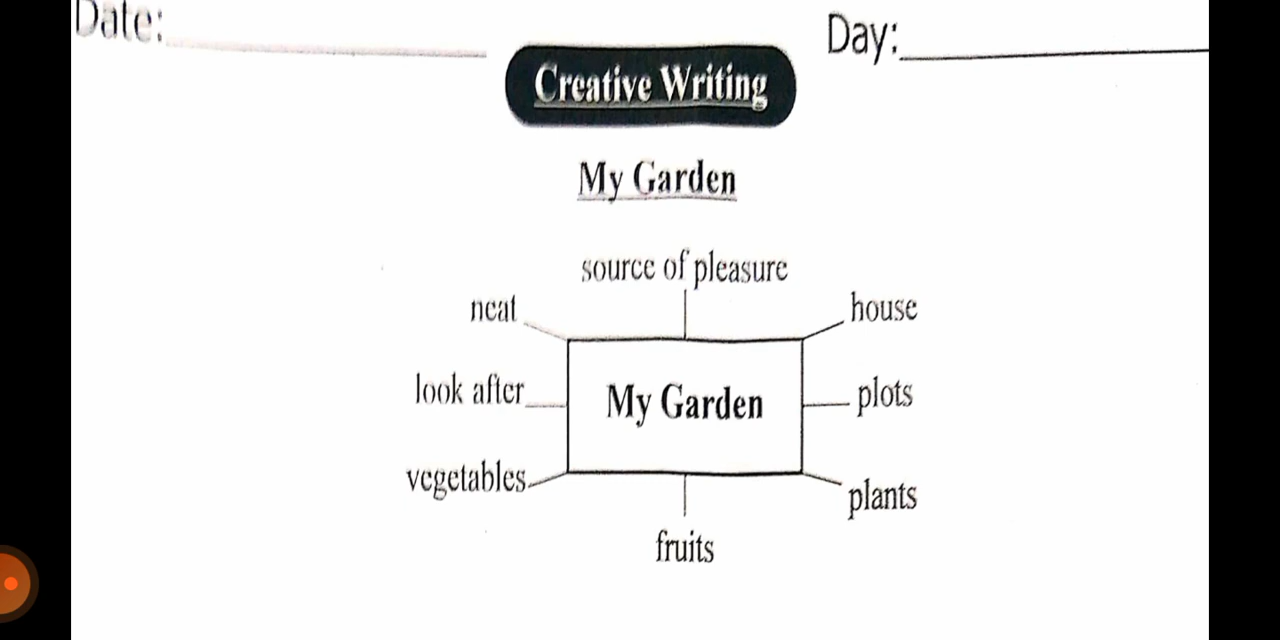 Date:
Day:
Creative Writing
My Garden
source of pleasure
neat
house
look after
My Garden
plots
vegetables
plants
fruits